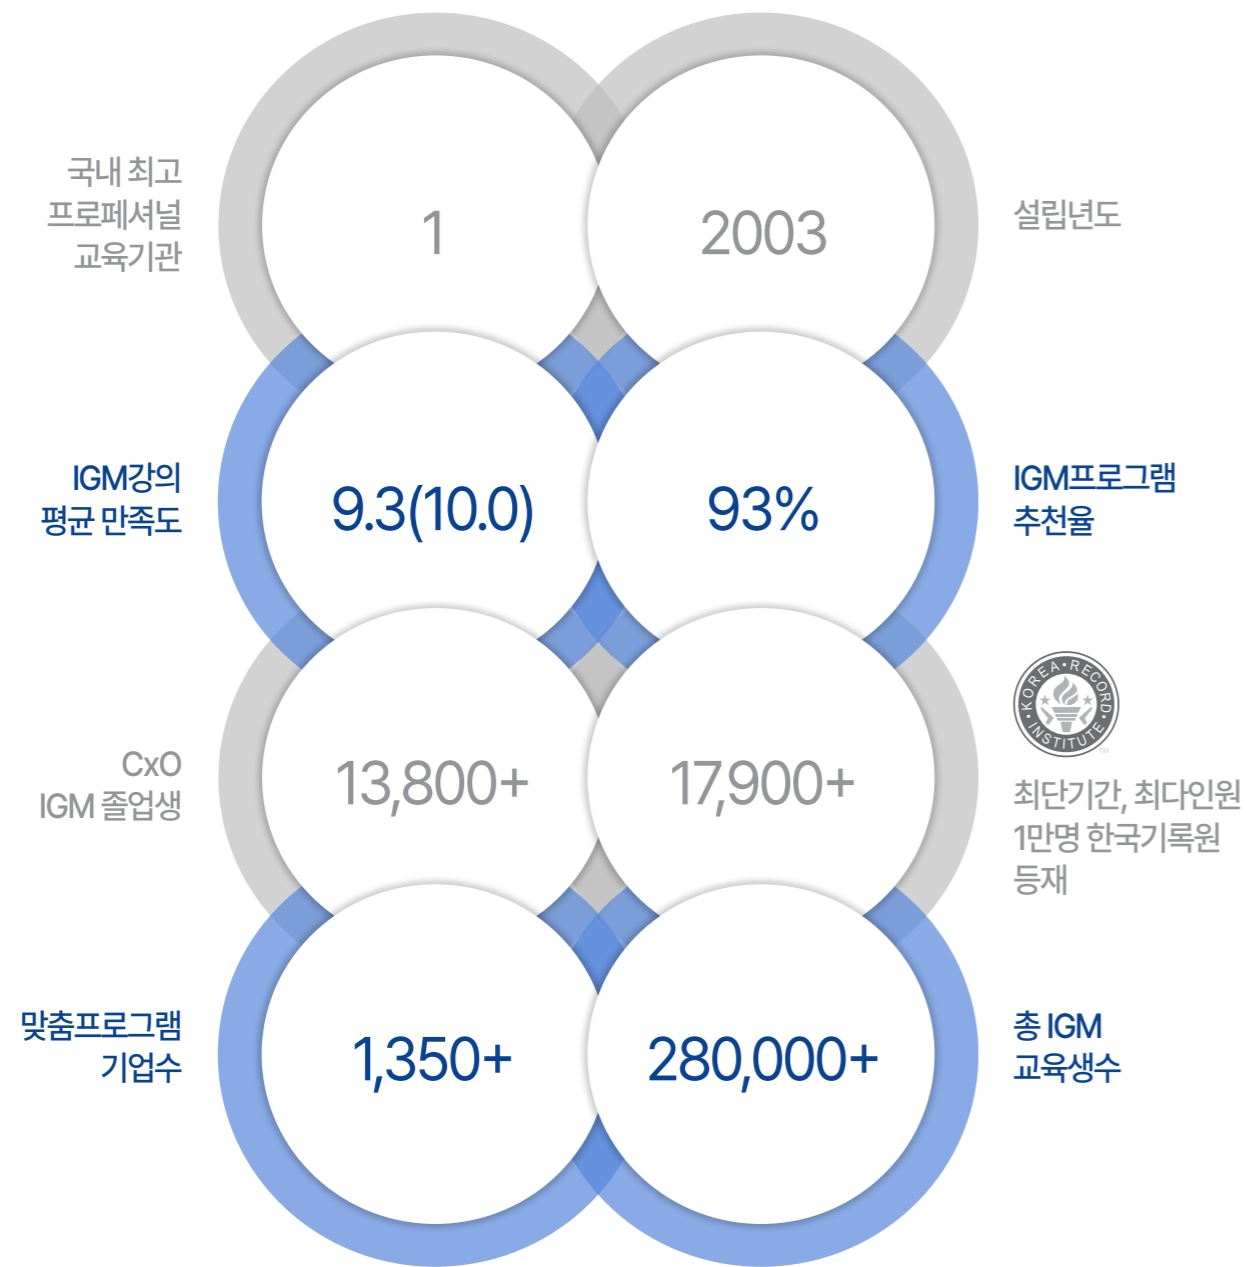 국내 최고
프로페셔널
교육기관
1
2003
설립년도
IGM강의
평균 만족도
9.3(10.0)
93%
IGM프로그램
추천율
CxO
IGM 졸업생
13,800+
17,900+
KOREA • RECORD • INSTITUTE •
TM
최단기간, 최다인원
1만명 한국기록원
등재
맞춤프로그램
기업수
1,350+
280,000+
총 IGM
교육생수